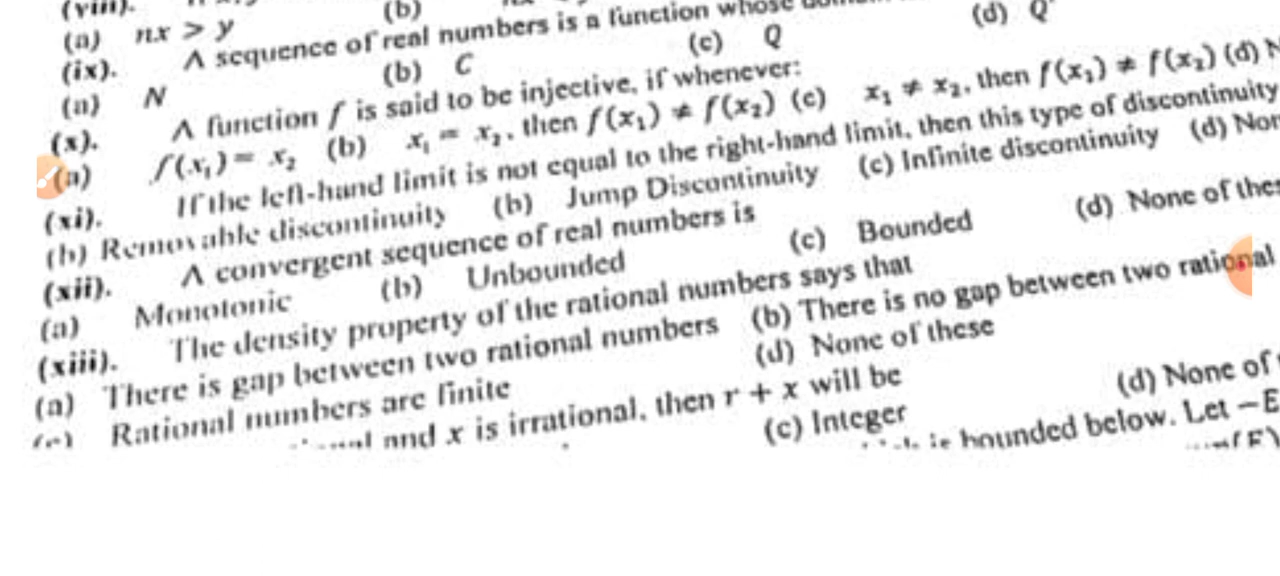 (viii).
(b)
(a) nx > y
(ix). A sequence of real numbers is a function whose
(a) N (b) C (c) Q (d) Q'
(x). A function f is said to be injective, if whenever:
(a) f(x₁) = x₂ (b) x₁ = x₂, then f(x₁) ≠ f(x₂) (c) x₁ ≠ x₂, then f(x₁) ≠ f(x₂) (d) N
(xi). If the left-hand limit is not equal to the right-hand limit, then this type of discontinuity
(b) Removable discontinuity (b) Jump Discontinuity (c) Infinite discontinuity (d) Non
(xii). A convergent sequence of real numbers is
(a) Monotonic (b) Unbounded (c) Bounded (d) None of thes
(xiii). The density property of the rational numbers says that
(a) There is gap between two rational numbers (b) There is no gap between two rational
Rational numbers are finite (d) None of these
and x is irrational, then r + x will be
(c) Integer (d) None of
is bounded below. Let −E